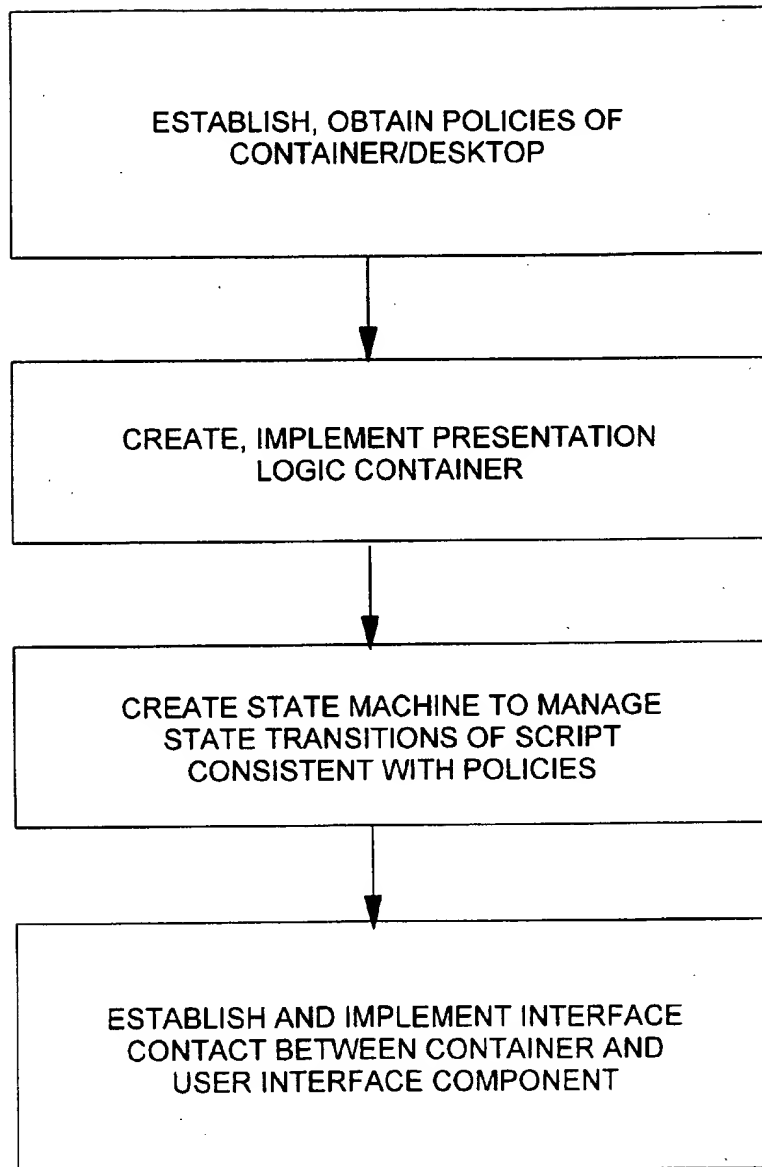 ESTABLISH, OBTAIN POLICIES OF
CONTAINER/DESKTOP
CREATE, IMPLEMENT PRESENTATION
LOGIC CONTAINER
CREATE STATE MACHINE TO MANAGE
STATE TRANSITIONS OF SCRIPT
CONSISTENT WITH POLICIES
ESTABLISH AND IMPLEMENT INTERFACE
CONTACT BETWEEN CONTAINER AND
USER INTERFACE COMPONENT